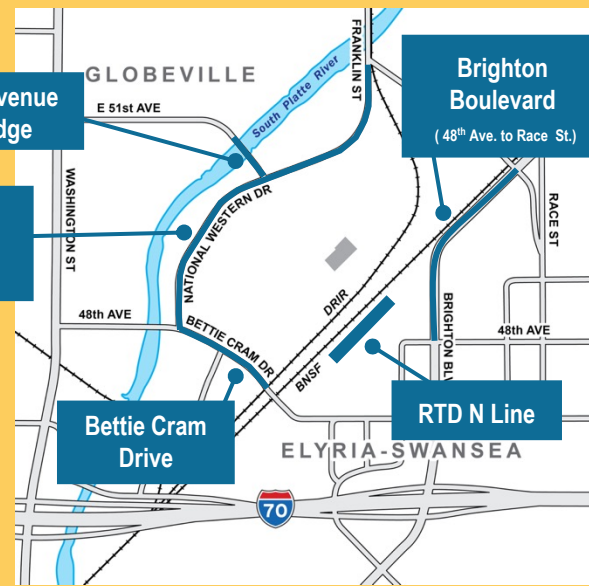 GLOBEVILLE
FRANKLIN ST
Brighton
Boulevard
( 48th Ave. to Race St.)
venue
dge
E 51st AVE
South Platte River
WASHINGTON ST
NATIONAL WESTERN DR
RACE ST
DRIR
48th AVE
BETTIE CRAM DR
BNSF
BRIGHTON BLV
48th AVE
Bettie Cram
Drive
RTD N Line
ELYRIA-SWANSEA
70